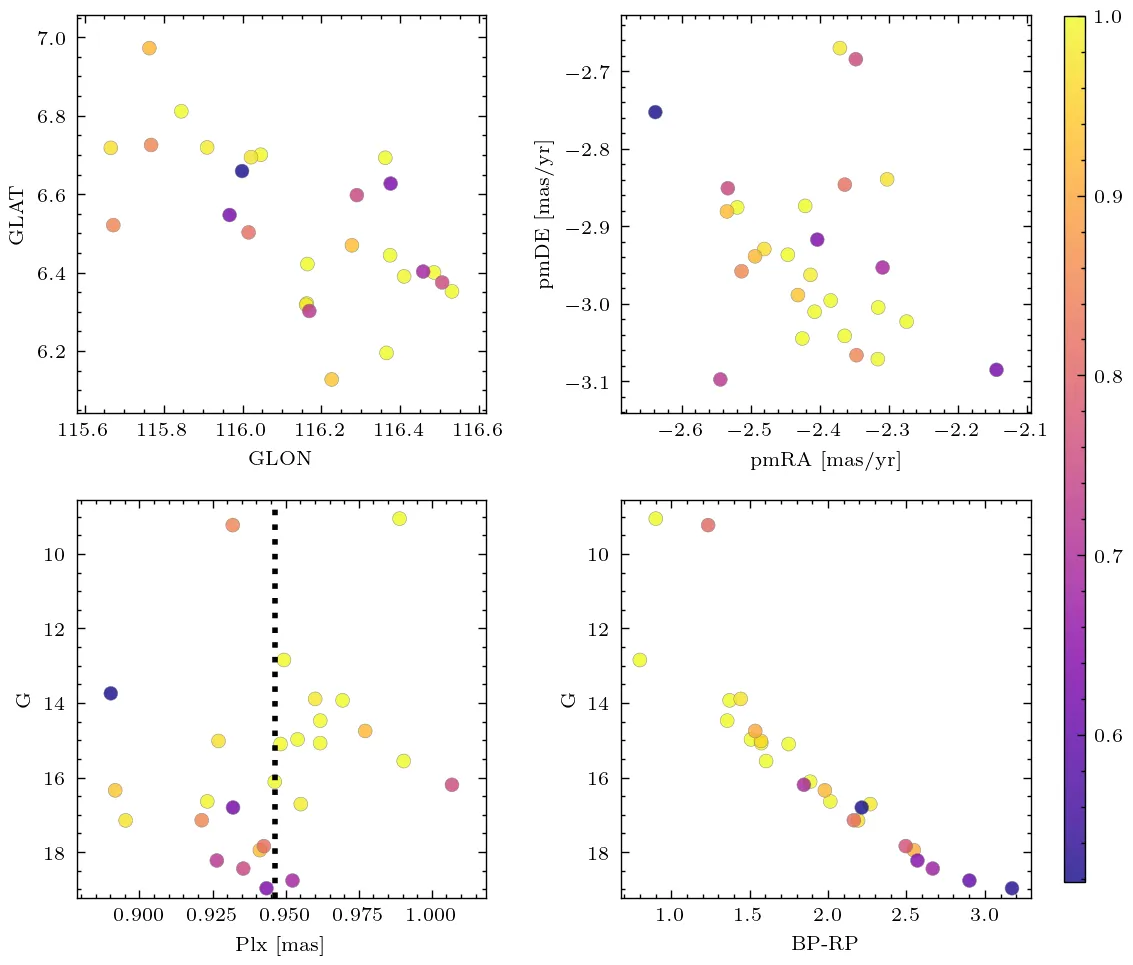 7.0
6.8
6.6
6.4
6.2
GLAT
115.6 115.8 116.0 116.2 116.4 116.6
GLON
−2.7
−2.8
−2.9
−3.0
−3.1
pmDE [mas/yr]
−2.6 −2.5 −2.4 −2.3 −2.2 −2.1
pmRA [mas/yr]
10
12
14
16
18
G
0.900 0.925 0.950 0.975 1.000
Plx [mas]
10
12
14
16
18
G
1.0 1.5 2.0 2.5 3.0
BP-RP
1.0
0.9
0.8
0.7
0.6